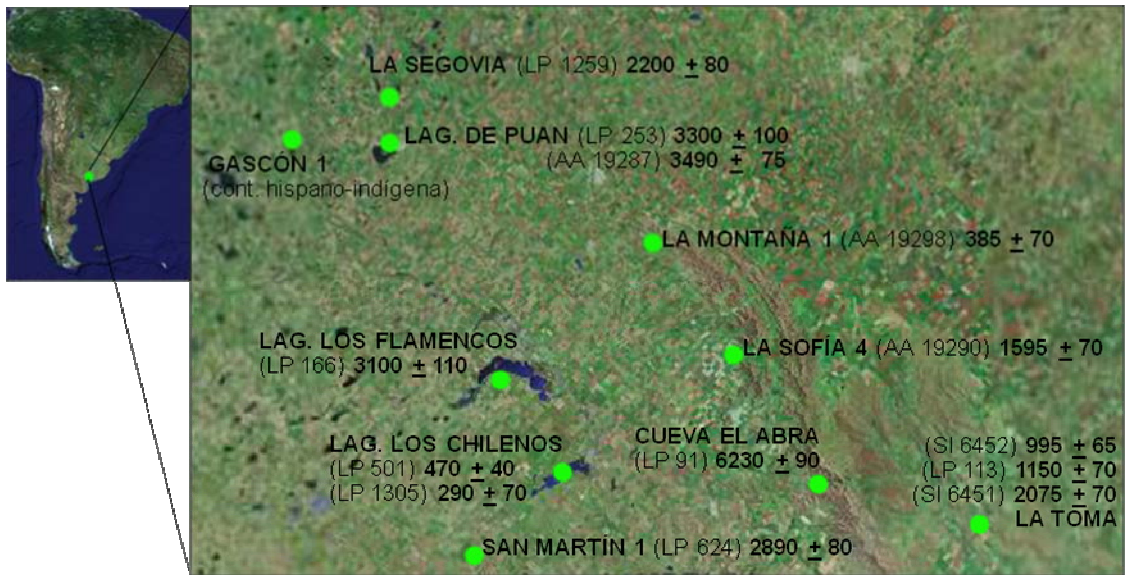 LA SEGOVIA (LP 1259) 2200 ± 80
LAG. DE PUAN (LP 253) 3300 ± 100
(AA 19287) 3490 ± 75
GASCÓN 1
(cont. hispano-indígena)
LA MONTAÑA 1 (AA 19298) 385 ± 70
LAG. LOS FLAMENCOS
(LP 166) 3100 ± 110
LA SOFÍA 4 (AA 19290) 1595 ± 70
LAG. LOS CHILENOS
(LP 501) 470 ± 40
(LP 1305) 290 ± 70
CUEVA EL ABRA
(LP 91) 6230 ± 90
(SI 6452) 995 ± 65
(LP 113) 1150 ± 70
(SI 6451) 2075 ± 70
LA TOMA
SAN MARTÍN 1 (LP 624) 2890 ± 80